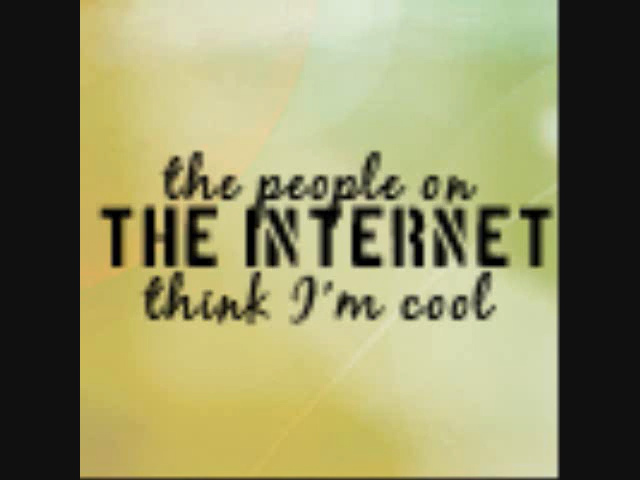 the people on
THE INTERNET
think I'm cool